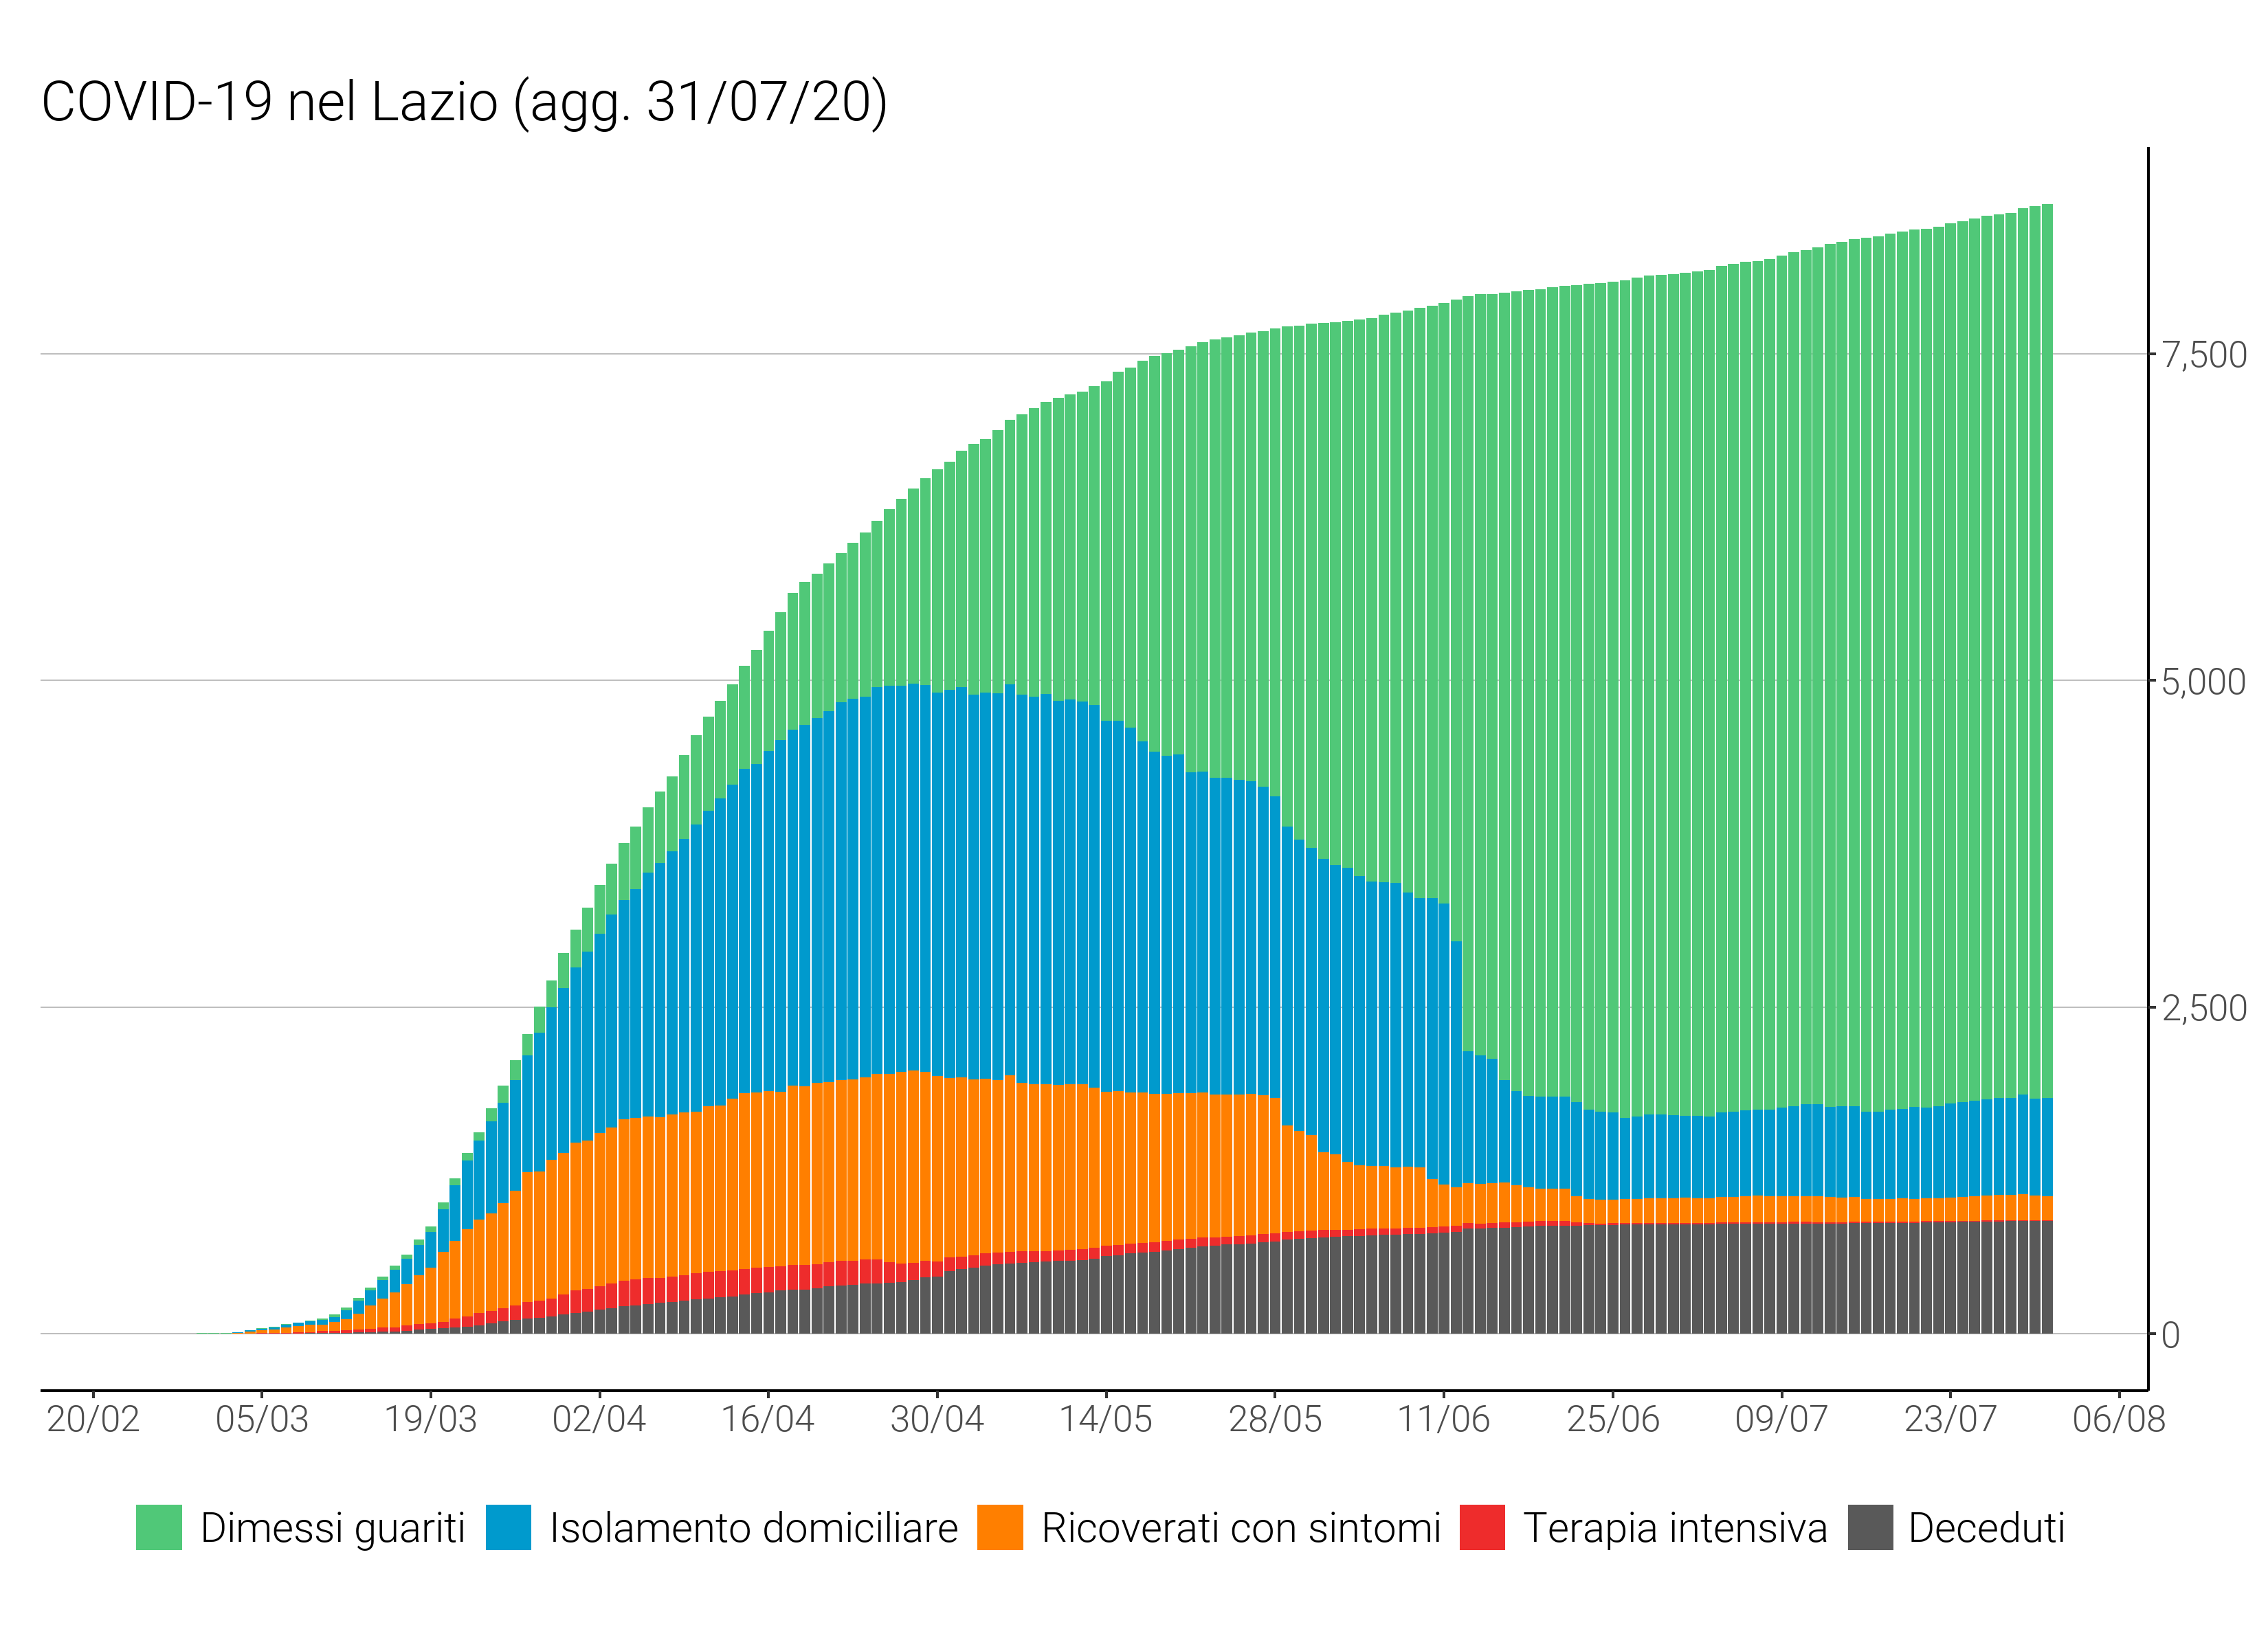 COVID-19 nel Lazio (agg. 31/07/20)
7,500
5,000
2,500
0
20/02 05/03 19/03 02/04 16/04 30/04 14/05 28/05 11/06 25/06 09/07 23/07 06/08
Dimessi guariti Isolamento domiciliare Ricoverati con sintomi Terapia intensiva Deceduti